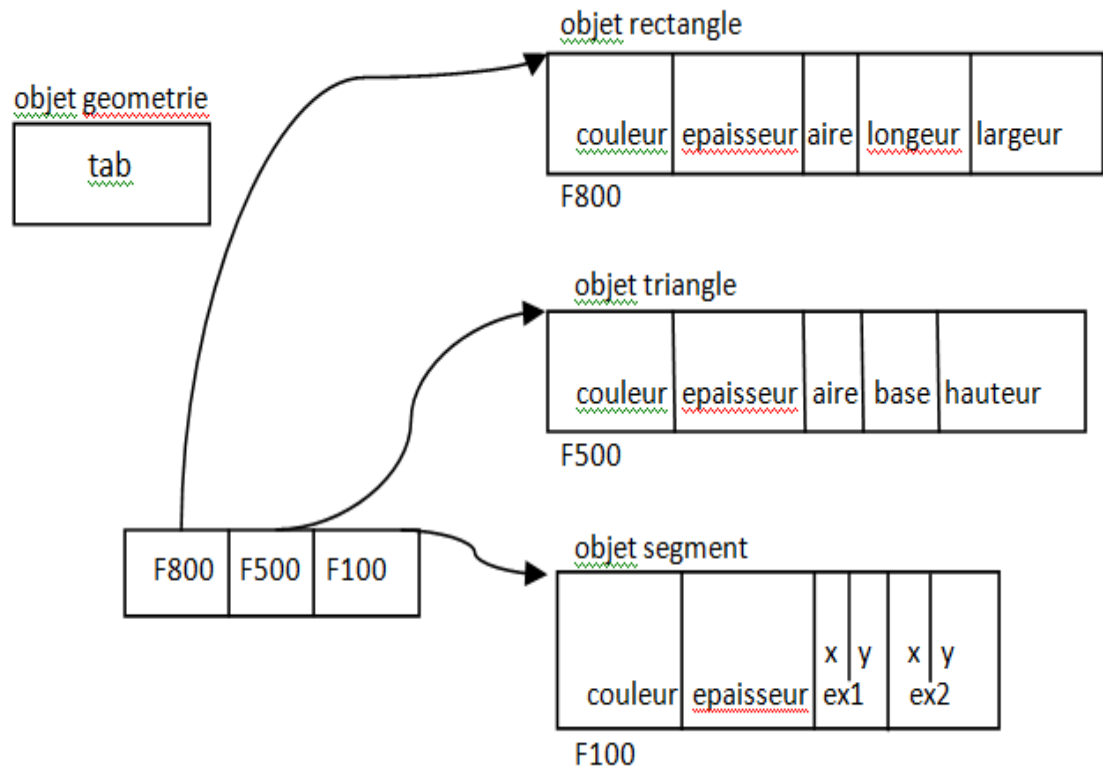 objet rectangle
couleur epaisseur aire longeur largeur
F800
objet geometrie
tab
objet triangle
couleur epaisseur aire base hauteur
F500
F800 F500 F100
objet segment
x y x y
couleur epaisseur ex1 ex2
F100